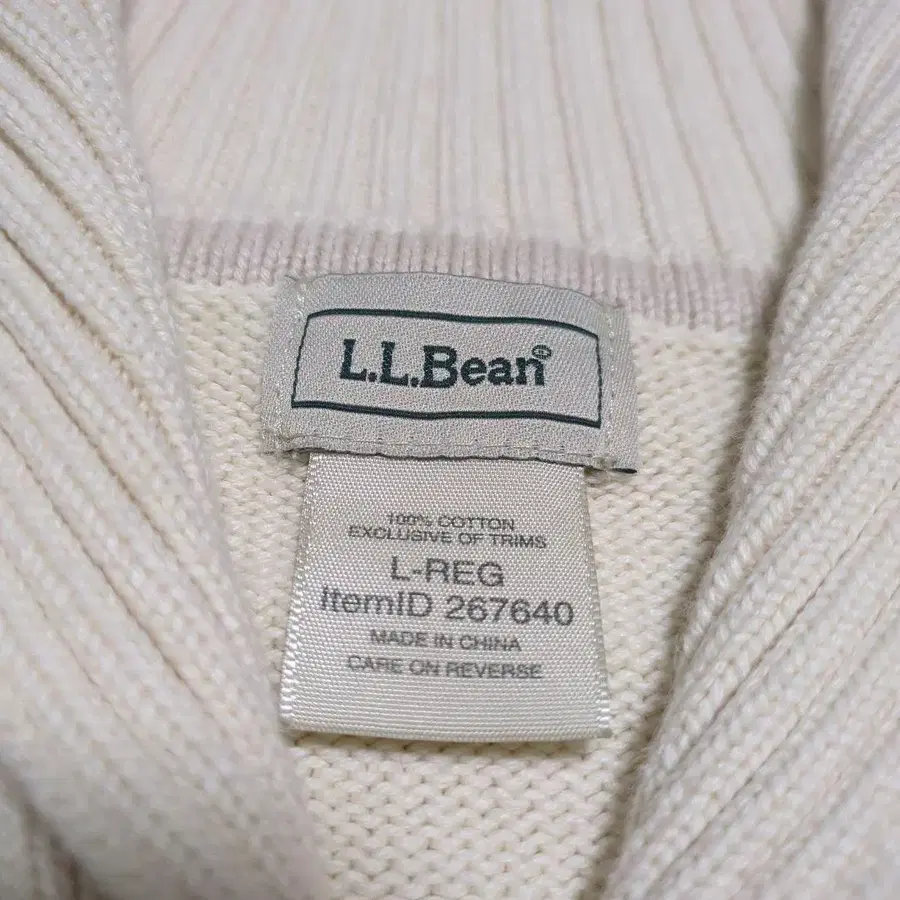 L.L.Bean®
100% COTTON
EXCLUSIVE OF TRIMS
L-REG
ItemID 267640
MADE IN CHINA
CARE ON REVERSE